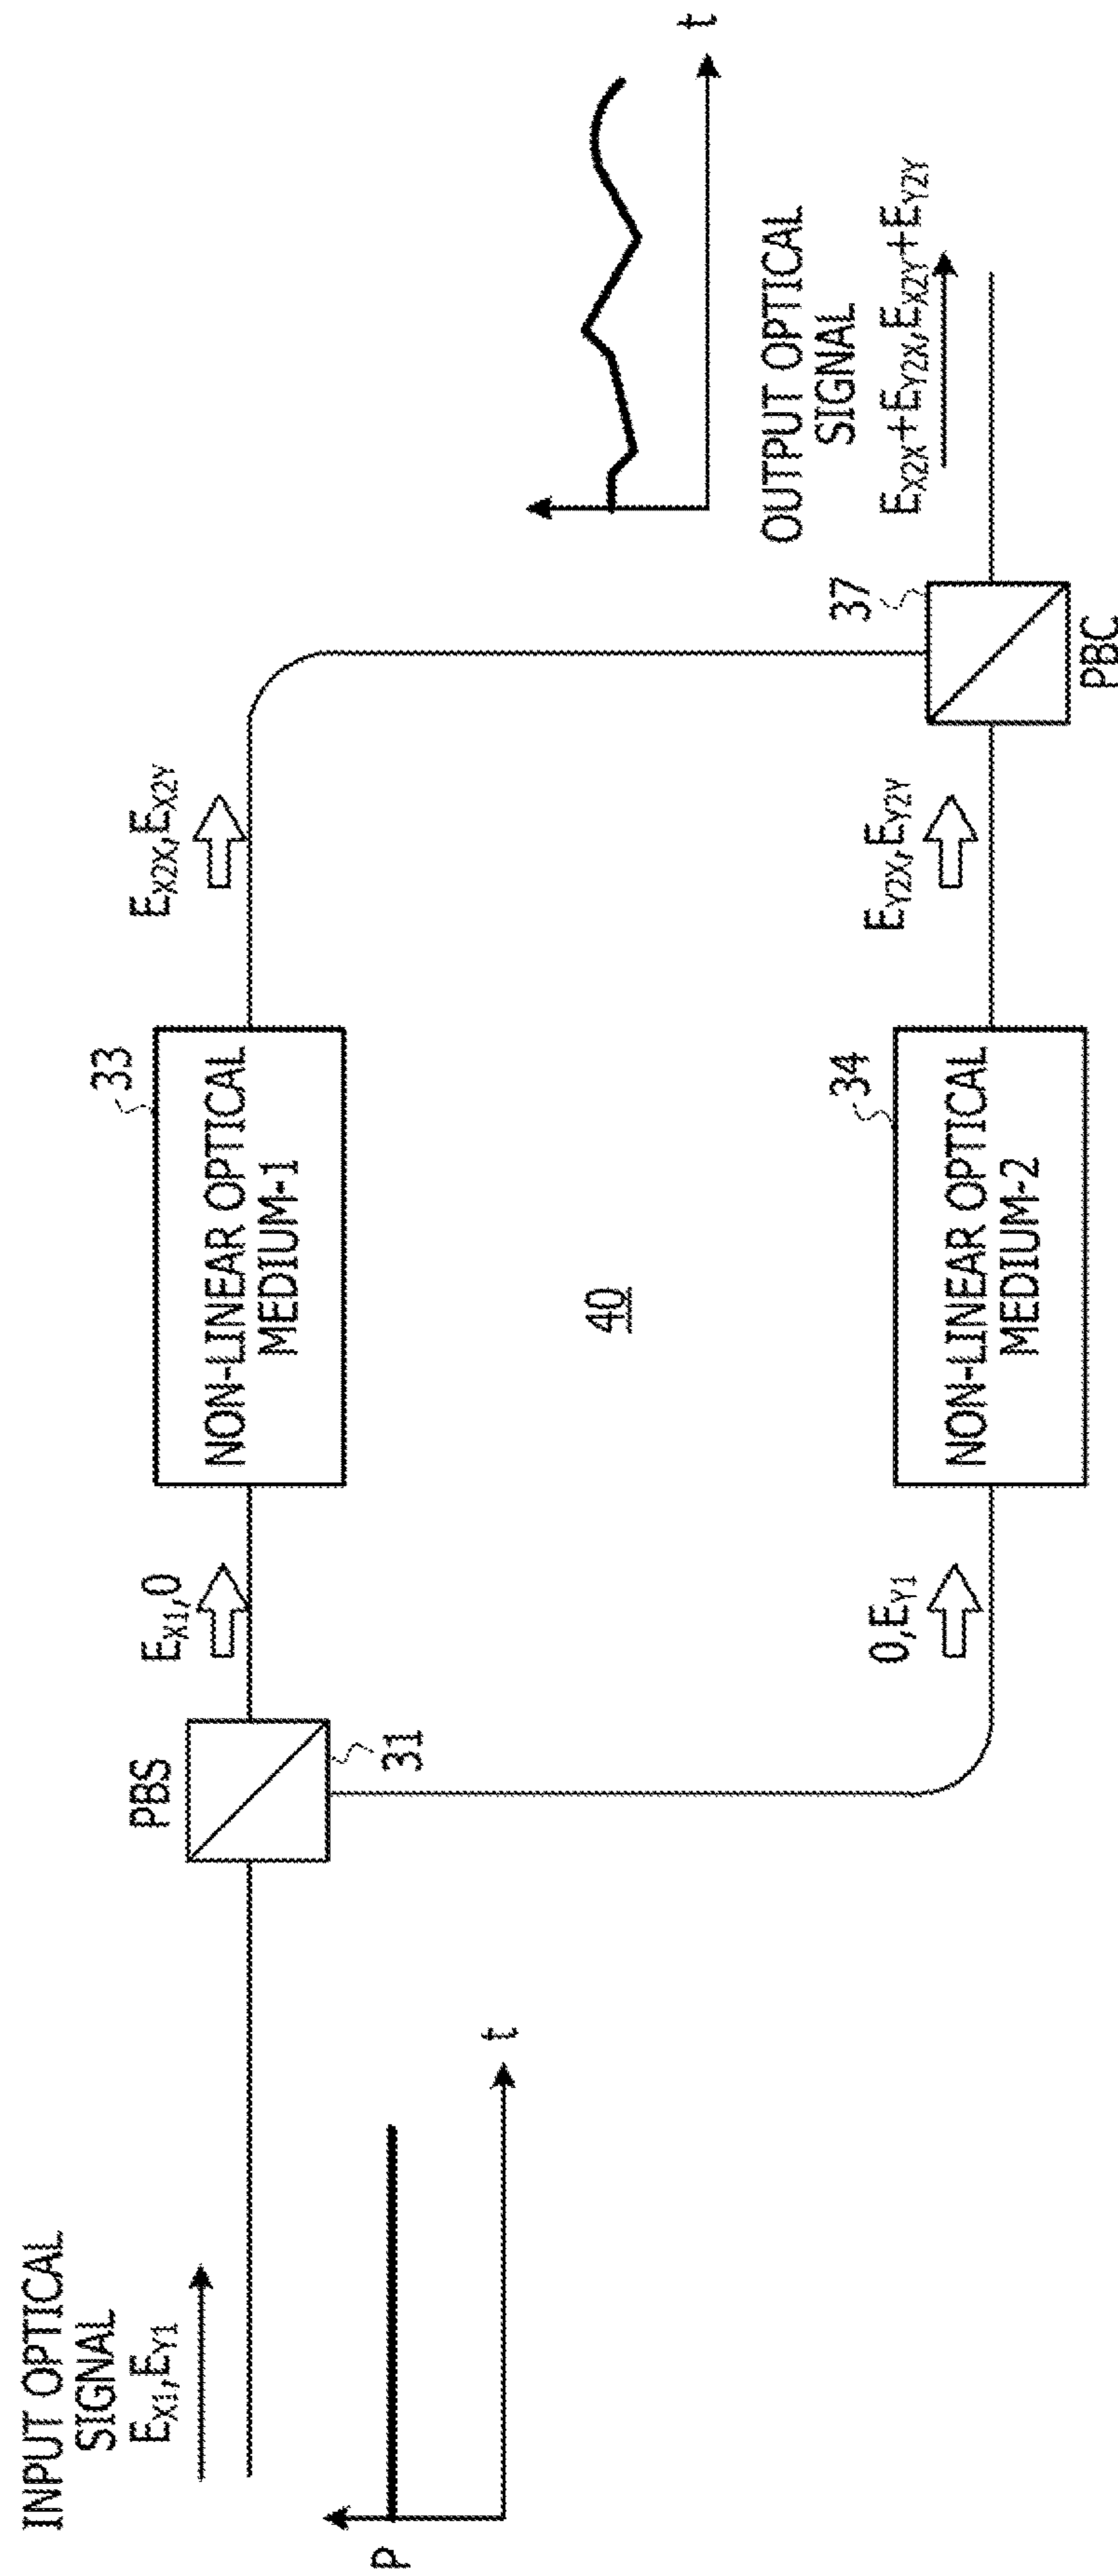 INPUT OPTICAL
SIGNAL
EX1,EY1
P
t
PBS
31
EX1,0
0,EY1
33
NON-LINEAR OPTICAL
MEDIUM-1
40
34
NON-LINEAR OPTICAL
MEDIUM-2
EX2X,EX2Y
EY2X,EY2Y
37
PBC
t
OUTPUT OPTICAL
SIGNAL
EX2X+EY2X,EX2Y+EY2Y